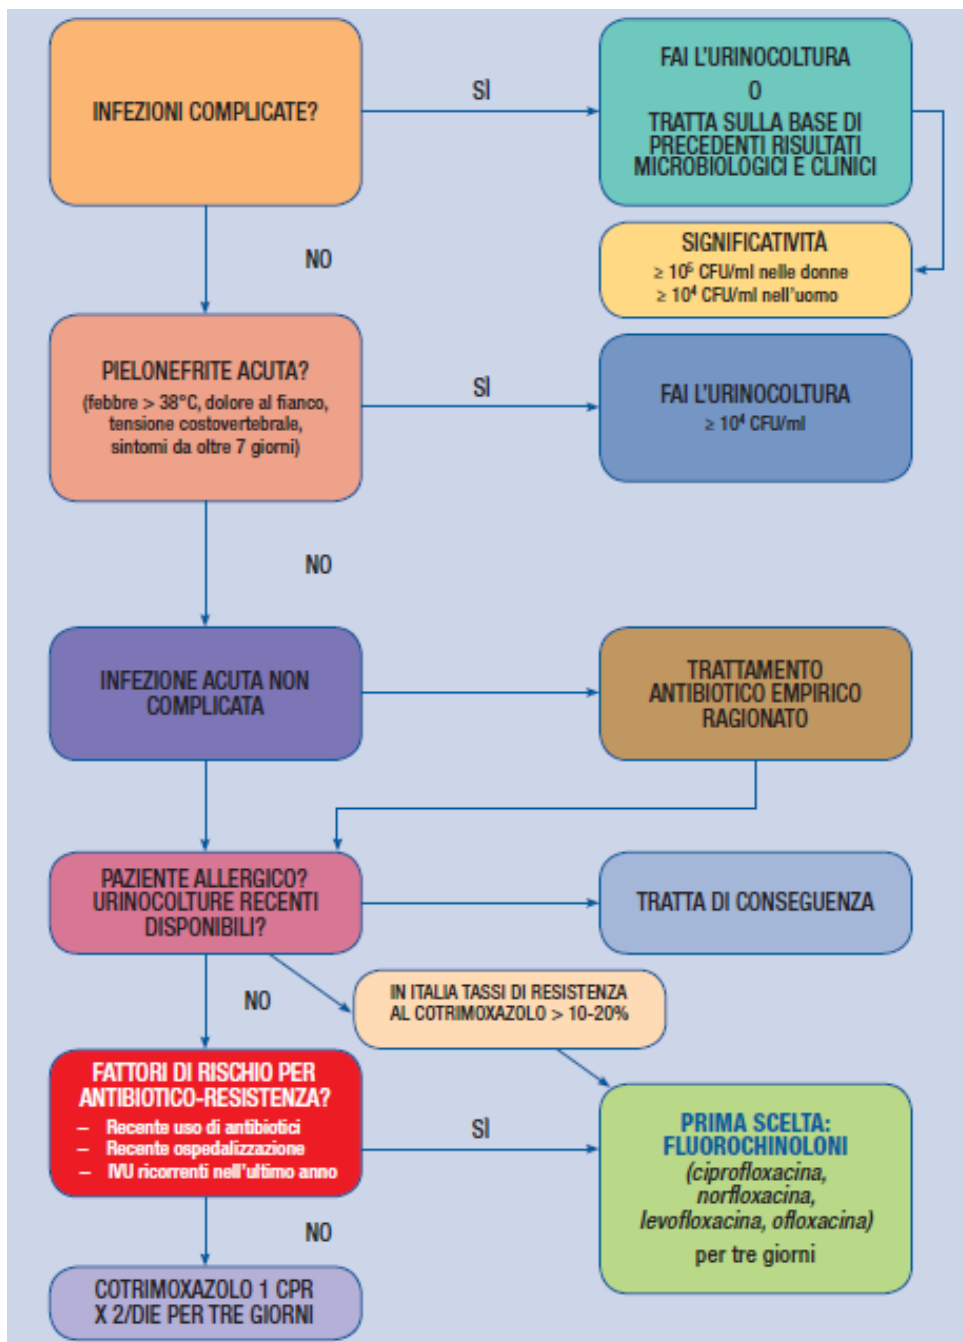 INFEZIONI COMPLICATE?
SÌ
FAI L'URINOCOLTURA
O
TRATTA SULLA BASE DI
PRECEDENTI RISULTATI
MICROBIOLOGICI E CLINICI
NO
SIGNIFICATIVITÀ
≥ 10⁵ CFU/ml nelle donne
≥ 10⁴ CFU/ml nell'uomo
PIELONEFRITE ACUTA?
(febbre > 38°C, dolore al fianco,
tensione costovertebrale,
sintomi da oltre 7 giorni)
SÌ
FAI L'URINOCOLTURA
≥ 10⁴ CFU/ml
NO
INFEZIONE ACUTA NON
COMPLICATA
TRATTAMENTO
ANTIBIOTICO EMPIRICO
RAGIONATO
PAZIENTE ALLERGICO?
URINOCOLTURE RECENTI
DISPONIBILI?
TRATTA DI CONSEGUENZA
NO
IN ITALIA TASSI DI RESISTENZA
AL COTRIMOXAZOLO > 10-20%
FATTORI DI RISCHIO PER
ANTIBIOTICO-RESISTENZA?
– Recente uso di antibiotici
– Recente ospedalizzazione
– IVU ricorrenti nell'ultimo anno
SÌ
PRIMA SCELTA:
FLUOROCHINOLONI
(ciprofloxacina,
norfloxacina,
levofloxacina, ofloxacina)
per tre giorni
NO
COTRIMOXAZOLO 1 CPR
X 2/DIE PER TRE GIORNI